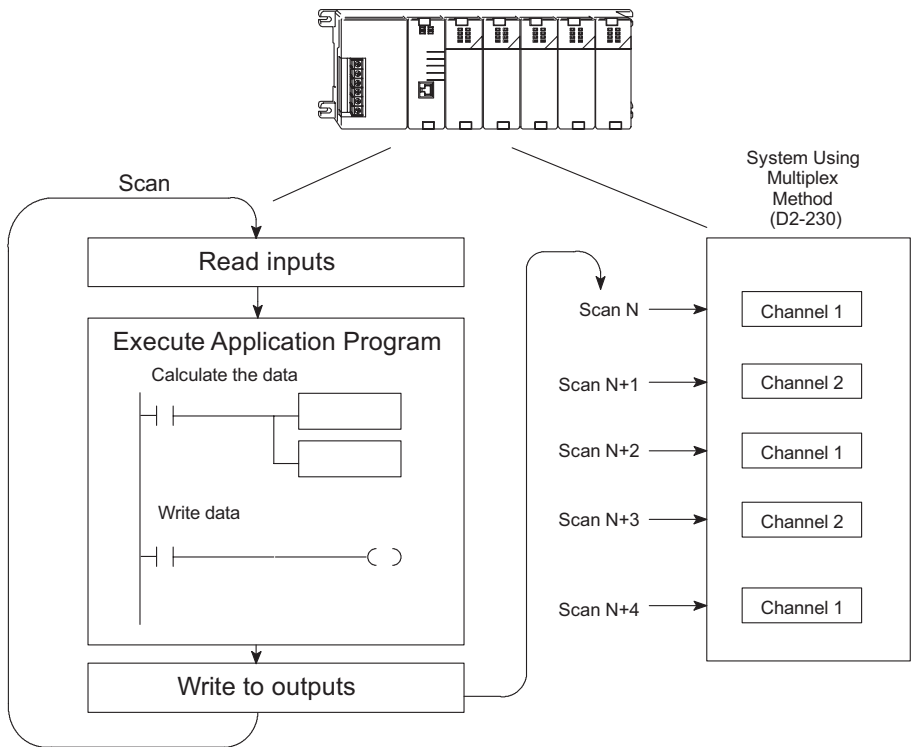 System Using
Multiplex
Method
(D2-230)
Scan
Read inputs
Execute Application Program
Calculate the data
Write data
Write to outputs
Scan N
Channel 1
Scan N+1
Channel 2
Scan N+2
Channel 1
Scan N+3
Channel 2
Scan N+4
Channel 1